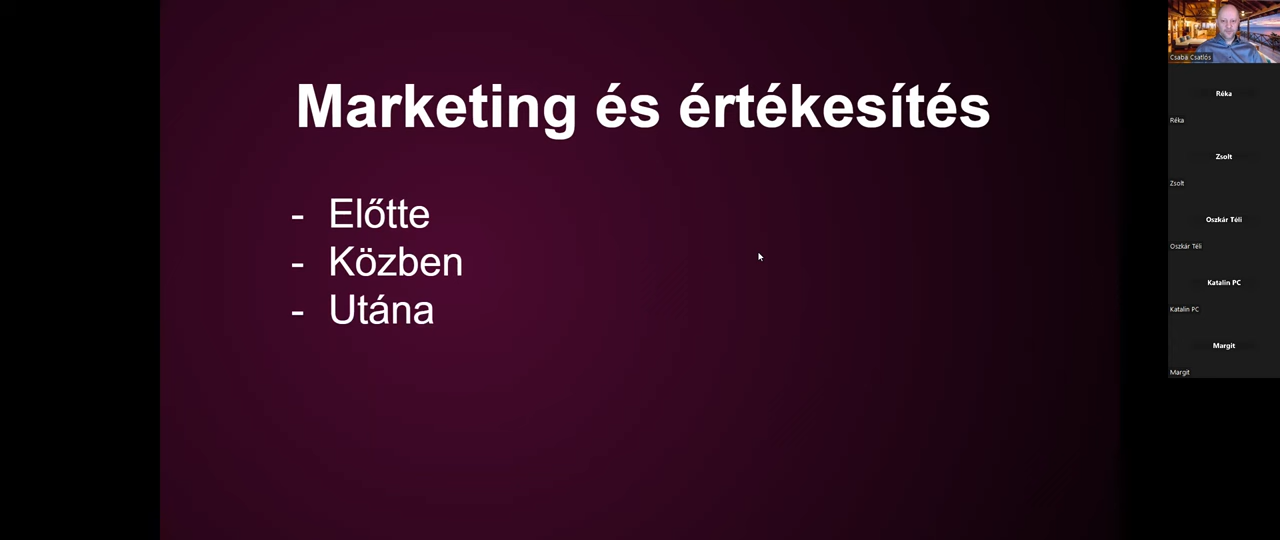 Marketing és értékesítés
- Előtte
- Közben
- Utána
Csaba Csatlós
Réka
Réka
Zsolt
Zsolt
Oszkár Téli
Oszkár Téli
Katalin PC
Katalin PC
Margit
Margit